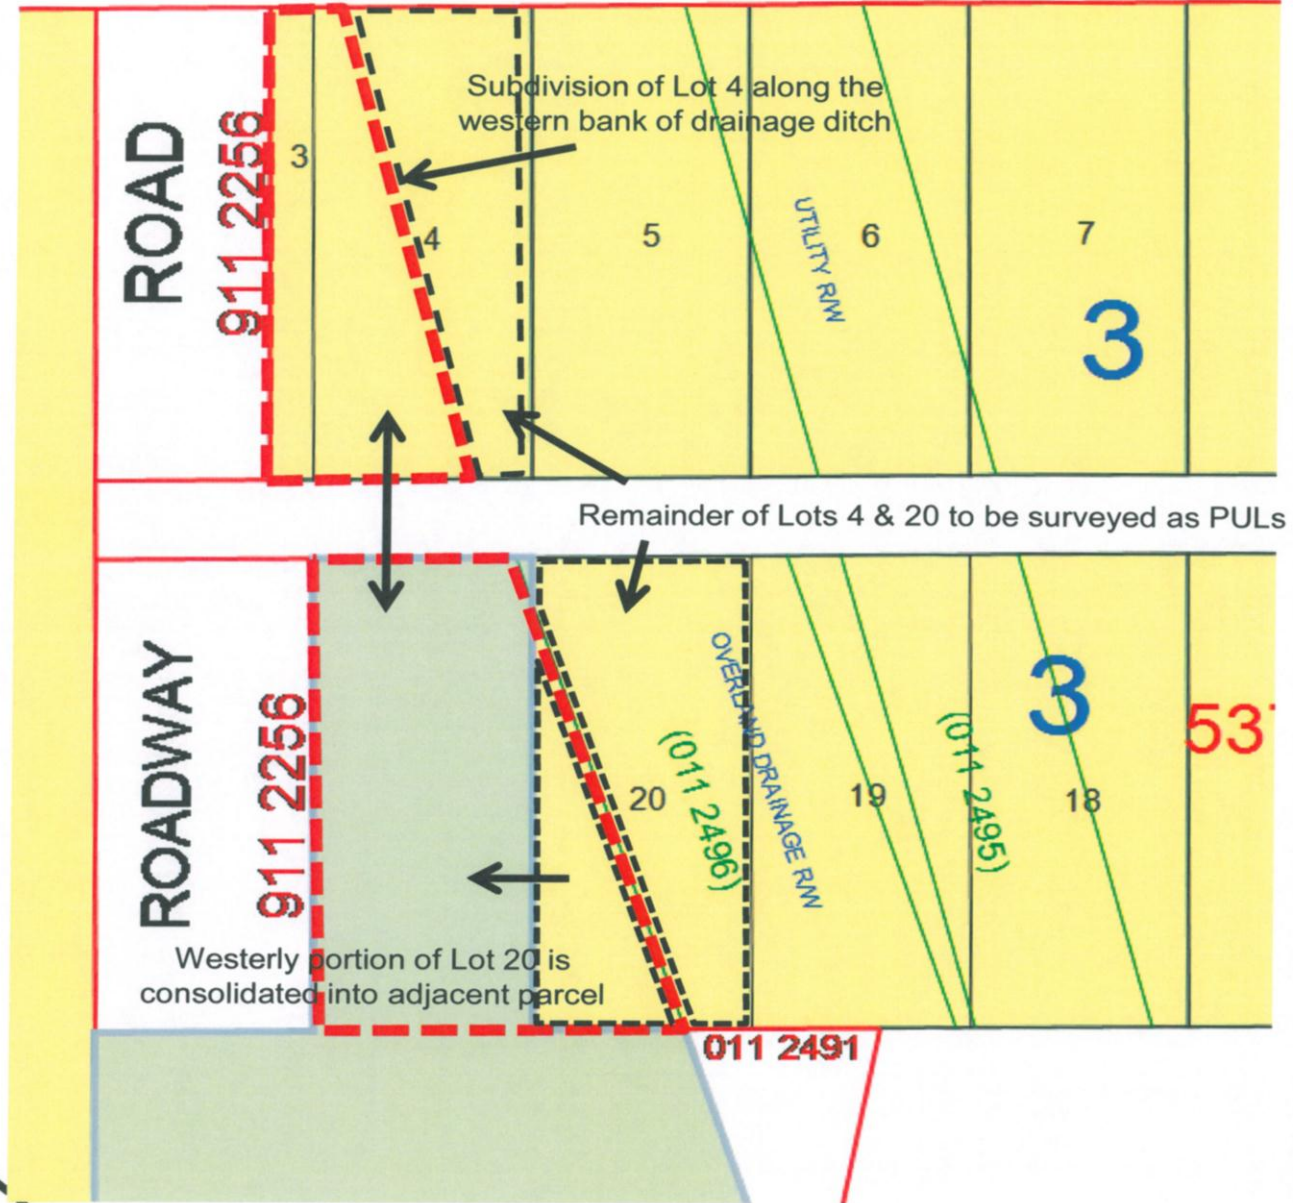 Subdivision of Lot 4 along the
western bank of drainage ditch
ROAD
911 2256
3
4
5
UTILITY R/W
6
7
3
Remainder of Lots 4 & 20 to be surveyed as PULs
ROADWAY
911 2256
OVERLAND DRAINAGE R/W
(011 2496)
20
19
(011 2495)
18
3
53
Westerly portion of Lot 20 is
consolidated into adjacent parcel
011 2491